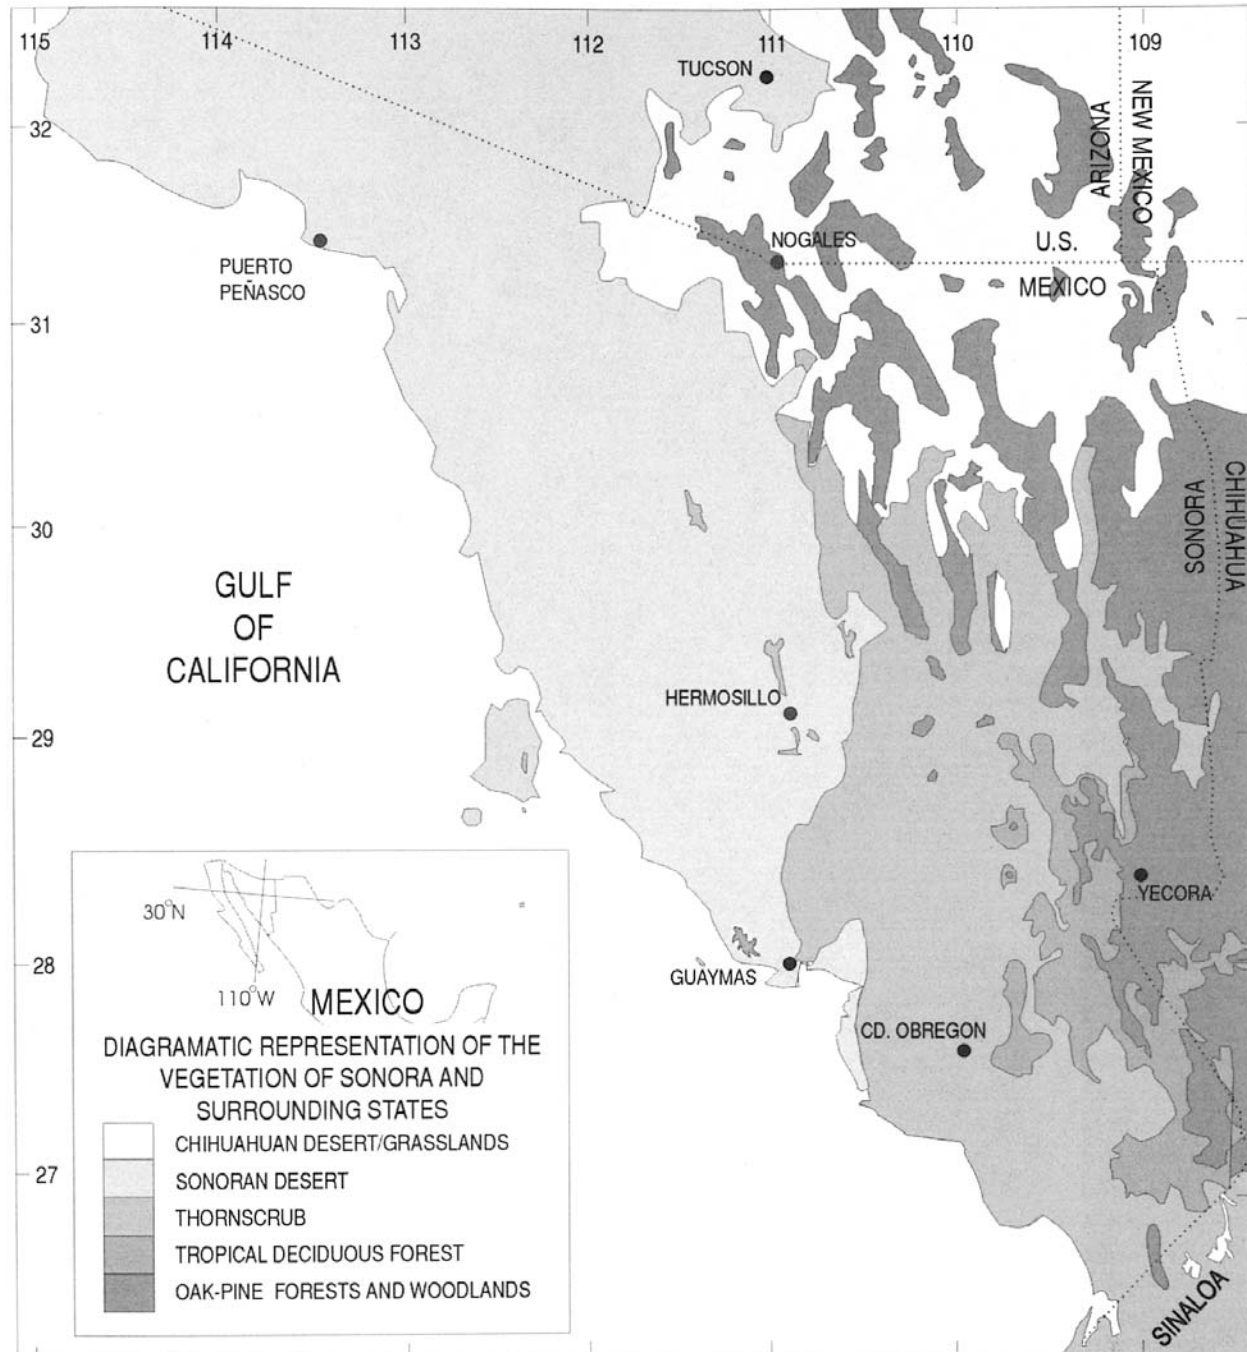 115
114
113
112
111
110
109
TUCSON
32
ARIZONA
NEW MEXICO
NOGALES
U.S.
MEXICO
PUERTO
PEÑASCO
31
CHIHUAHUA
SONORA
30
GULF
OF
CALIFORNIA
HERMOSILLO
29
YECORA
28
GUAYMAS
CD. OBREGON
27
SINALOA
30°N
110°W
MEXICO
DIAGRAMATIC REPRESENTATION OF THE
VEGETATION OF SONORA AND
SURROUNDING STATES
CHIHUAHUAN DESERT/GRASSLANDS
SONORAN DESERT
THORNSCRUB
TROPICAL DECIDUOUS FOREST
OAK-PINE FORESTS AND WOODLANDS